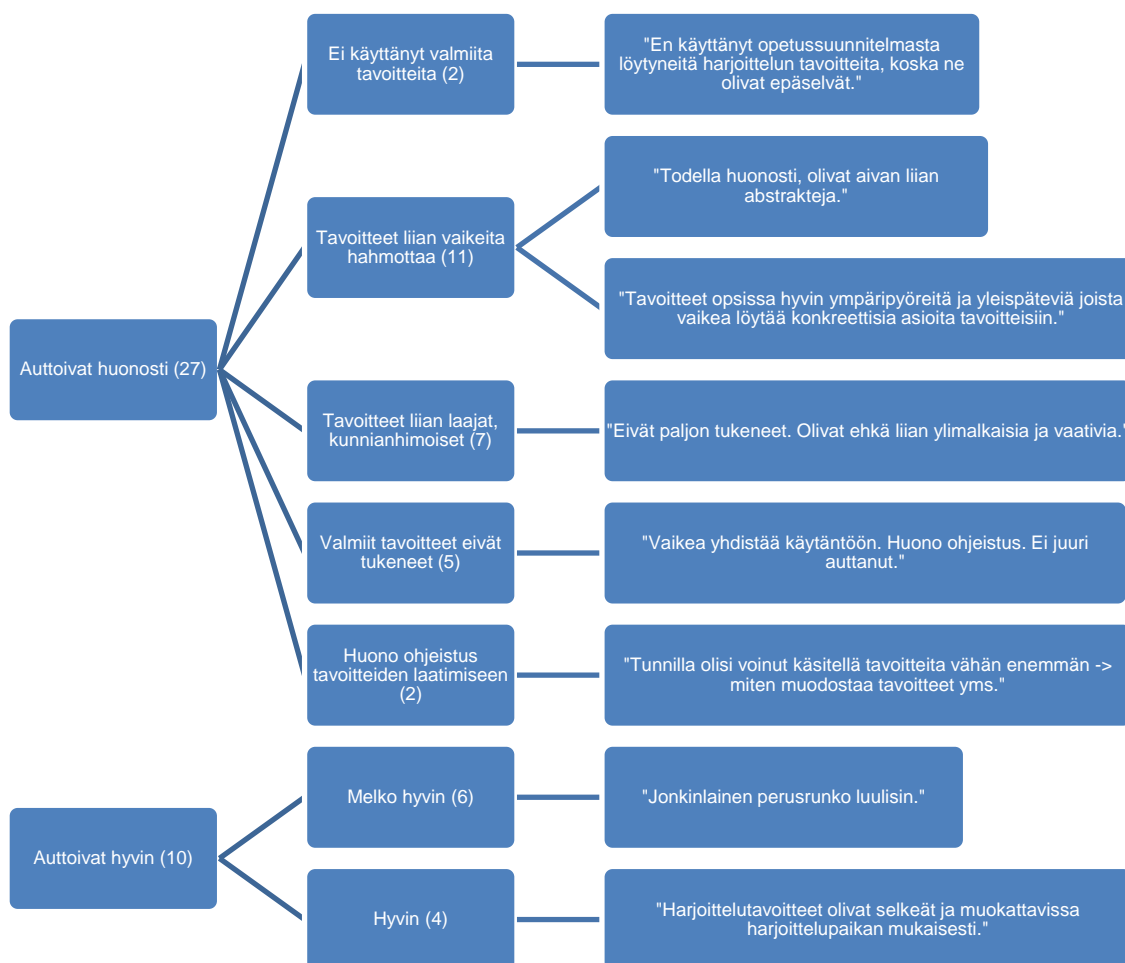 Ei käyttänyt valmiita
tavoitteita (2)
"En käyttänyt opetussuunnitelmasta
löytyneitä harjoittelun tavoitteita, koska ne
olivat epäselvät."
"Todella huonosti, olivat aivan liian
abstrakteja."
Tavoitteet liian vaikeita
hahmottaa (11)
"Tavoitteet opsissa hyvin ympäripyöreitä ja yleispäteviä joista
vaikea löytää konkreettisia asioita tavoitteisiin."
Auttoivat huonosti (27)
Tavoitteet liian laajat,
kunnianhimoiset (7)
"Eivät paljon tukeneet. Olivat ehkä liian ylimalkaisia ja vaativia."
Valmiit tavoitteet eivät
tukeneet (5)
"Vaikea yhdistää käytäntöön. Huono ohjeistus. Ei juuri
auttanut."
Huono ohjeistus
tavoitteiden laatimiseen
(2)
"Tunnilla olisi voinut käsitellä tavoitteita vähän enemmän ->
miten muodostaa tavoitteet yms."
Auttoivat hyvin (10)
Melko hyvin (6)
"Jonkinlainen perusrunko luulisin."
Hyvin (4)
"Harjoittelutavoitteet olivat selkeät ja muokattavissa
harjoittelupaikan mukaisesti."